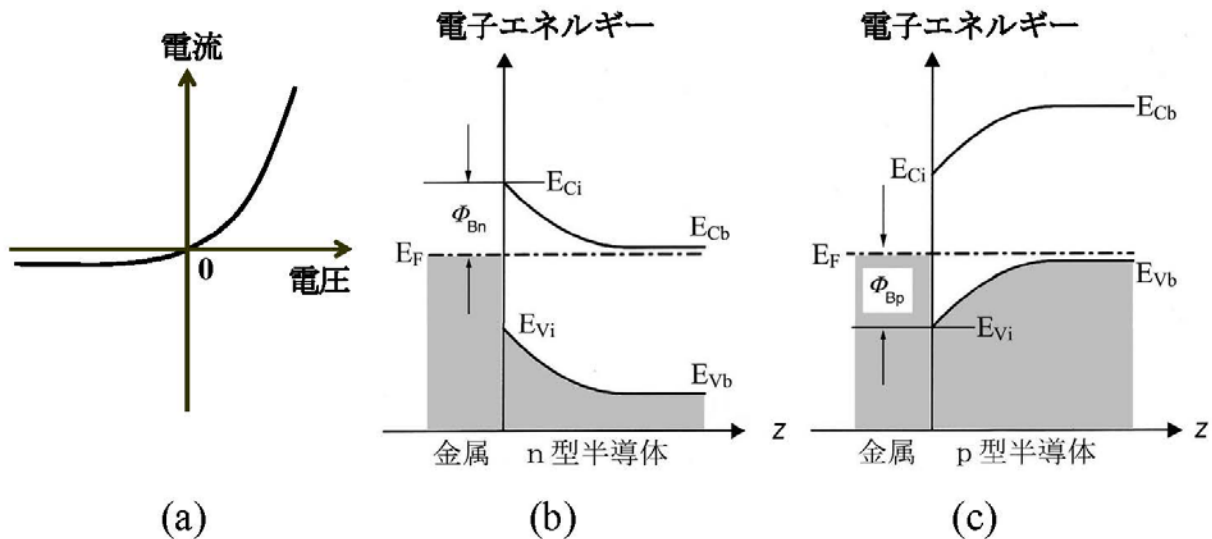 電流
0
電圧
(a)
電子エネルギー
E_Ci
Φ_Bn
E_Cb
E_F
E_Vi
E_Vb
z
金属 n型半導体
(b)
電子エネルギー
E_Cb
E_Ci
E_F
Φ_Bp
E_Vb
E_Vi
z
金属 p型半導体
(c)